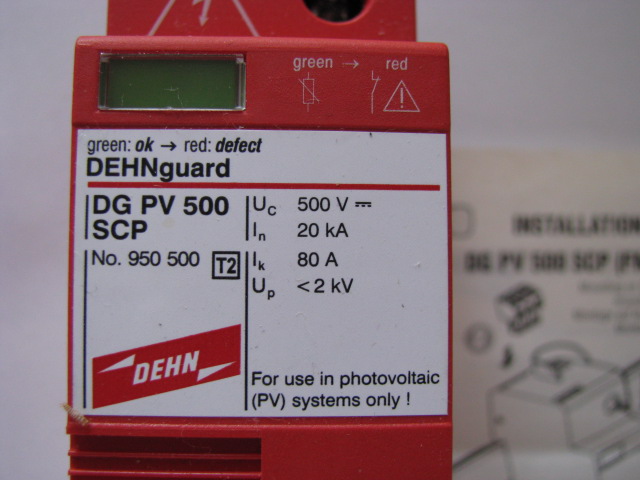 green → red
green: ok → red: defect
DEHNguard
DG PV 500
SCP
No. 950 500 T2
Uc 500 V ⎓
In 20 kA
Ik 80 A
Up < 2 kV
DEHN
For use in photovoltaic
(PV) systems only !
INSTALLATION
DG PV 500 SCP